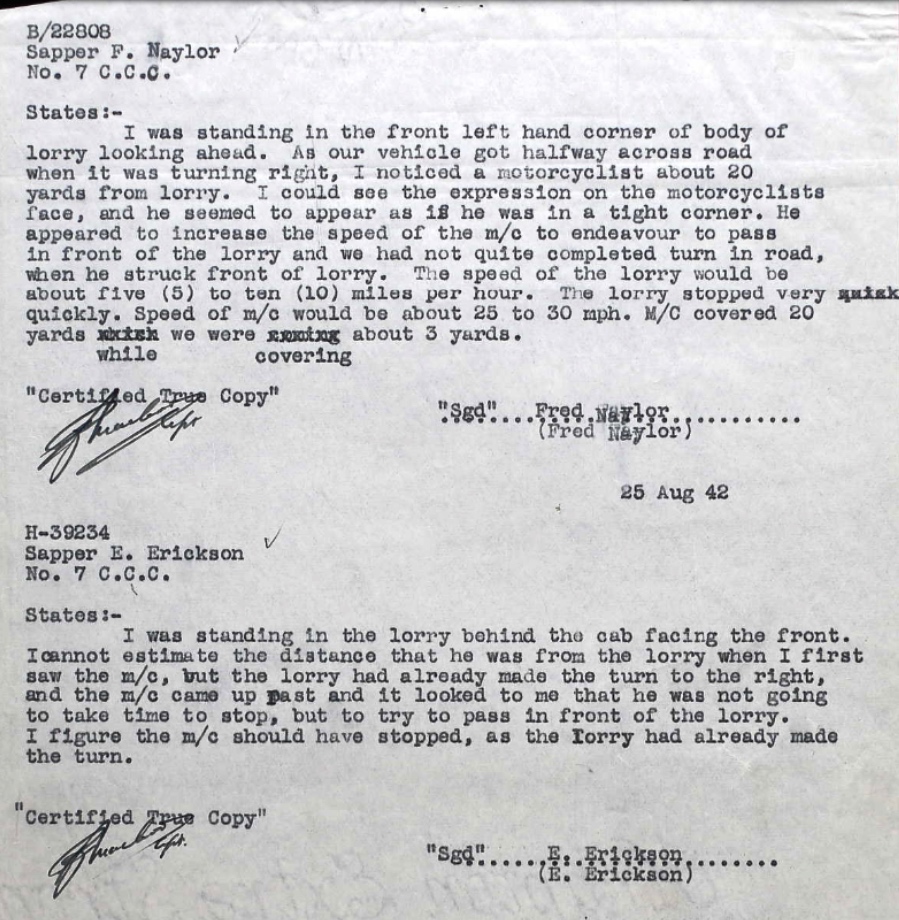 B/22808
Sapper F. Naylor
No. 7 C.C.C.
States:-
I was standing in the front left hand corner of body of
lorry looking ahead. As our vehicle got halfway across road
when it was turning right, I noticed a motorcyclist about 20
yards from lorry. I could see the expression on the motorcyclists
face, and he seemed to appear as if he was in a tight corner. He
appeared to increase the speed of the m/c to endeavour to pass
in front of the lorry and we had not quite completed turn in road,
when he struck front of lorry. The speed of the lorry would be
about five (5) to ten (10) miles per hour. The lorry stopped very quick
quickly. Speed of m/c would be about 25 to 30 mph. M/C covered 20
yards we were about 3 yards.
while covering
"Certified True Copy"
"Sgd"....Fred Naylor............
(Fred Naylor)
25 Aug 42
H-39234
Sapper E. Erickson
No. 7 C.C.C.
States:-
I was standing in the lorry behind the cab facing the front.
Icannot estimate the distance that he was from the lorry when I first
saw the m/c, but the lorry had already made the turn to the right,
and the m/c came up past and it looked to me that he was not going
to take time to stop, but to try to pass in front of the lorry.
I figure the m/c should have stopped, as the lorry had already made
the turn.
"Certified True Copy"
"Sgd".....E. Erickson.........
(E. Erickson)